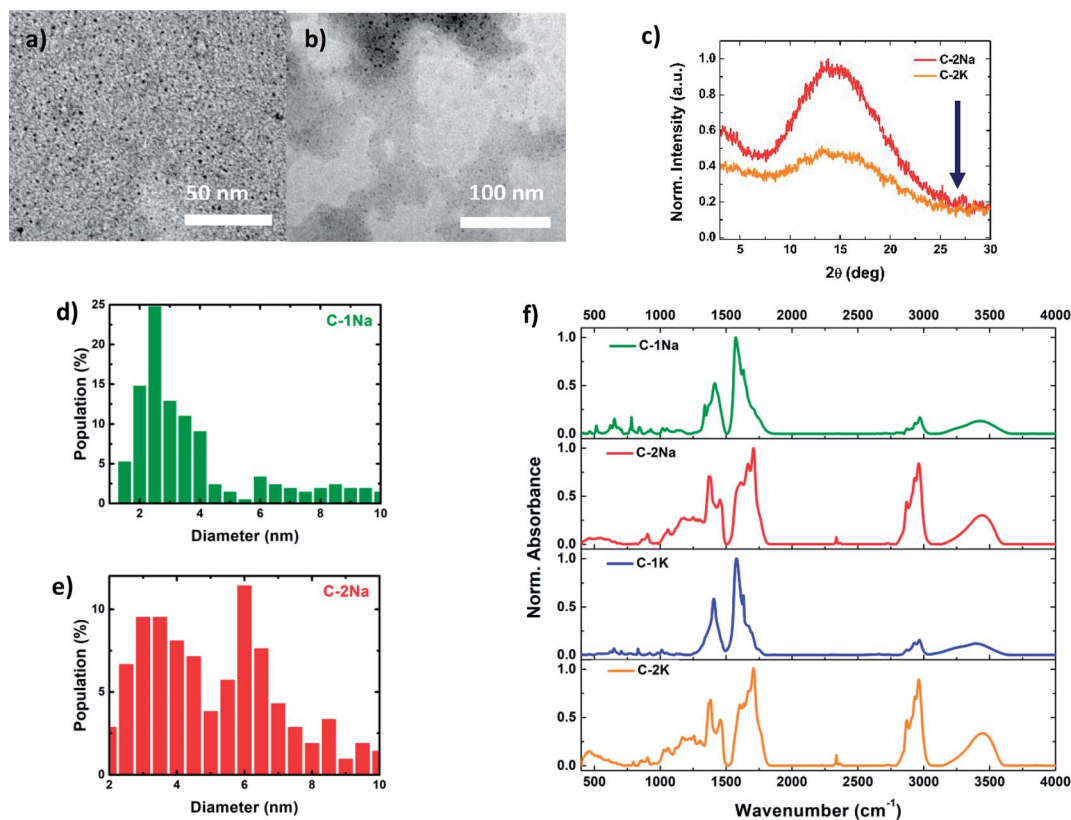 a)
50 nm
b)
100 nm
c)
C-2Na
C-2K
Norm. Intensity (a.u.)
1.0
0.8
0.6
0.4
0.2
0.0
5 10 15 20 25 30
2θ (deg)
d)
C-1Na
Population (%)
25
20
15
10
5
0
2 4 6 8 10
Diameter (nm)
e)
C-2Na
Population (%)
10
5
0
2 4 6 8 10
Diameter (nm)
f)
500 1000 1500 2000 2500 3000 3500 4000
Norm. Absorbance
C-1Na
1.0
0.5
0.0
C-2Na
1.0
0.5
0.0
C-1K
1.0
0.5
0.0
C-2K
1.0
0.5
0.0
500 1000 1500 2000 2500 3000 3500 4000
Wavenumber (cm⁻¹)